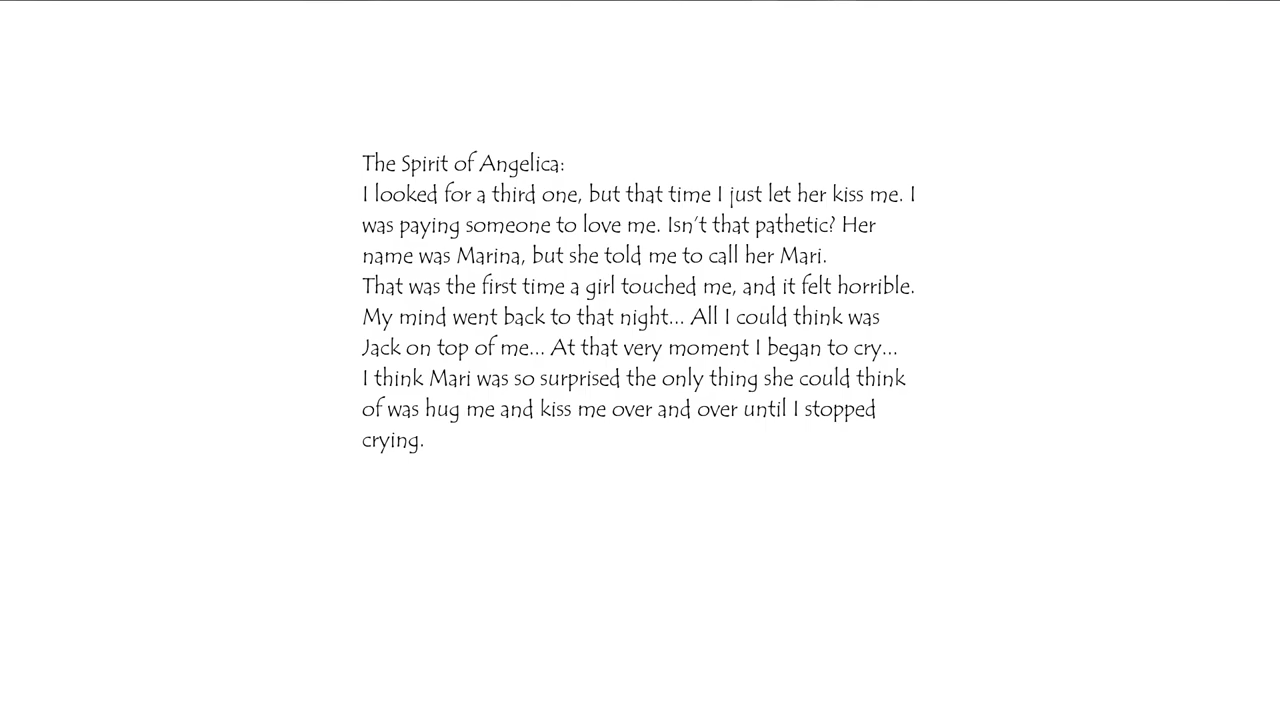 The Spirit of Angelica:
I looked for a third one, but that time I just let her kiss me. I
was paying someone to love me. Isn't that pathetic? Her
name was Marina, but she told me to call her Mari.
That was the first time a girl touched me, and it felt horrible.
My mind went back to that night... All I could think was
Jack on top of me... At that very moment I began to cry...
I think Mari was so surprised the only thing she could think
of was hug me and kiss me over and over until I stopped
crying.